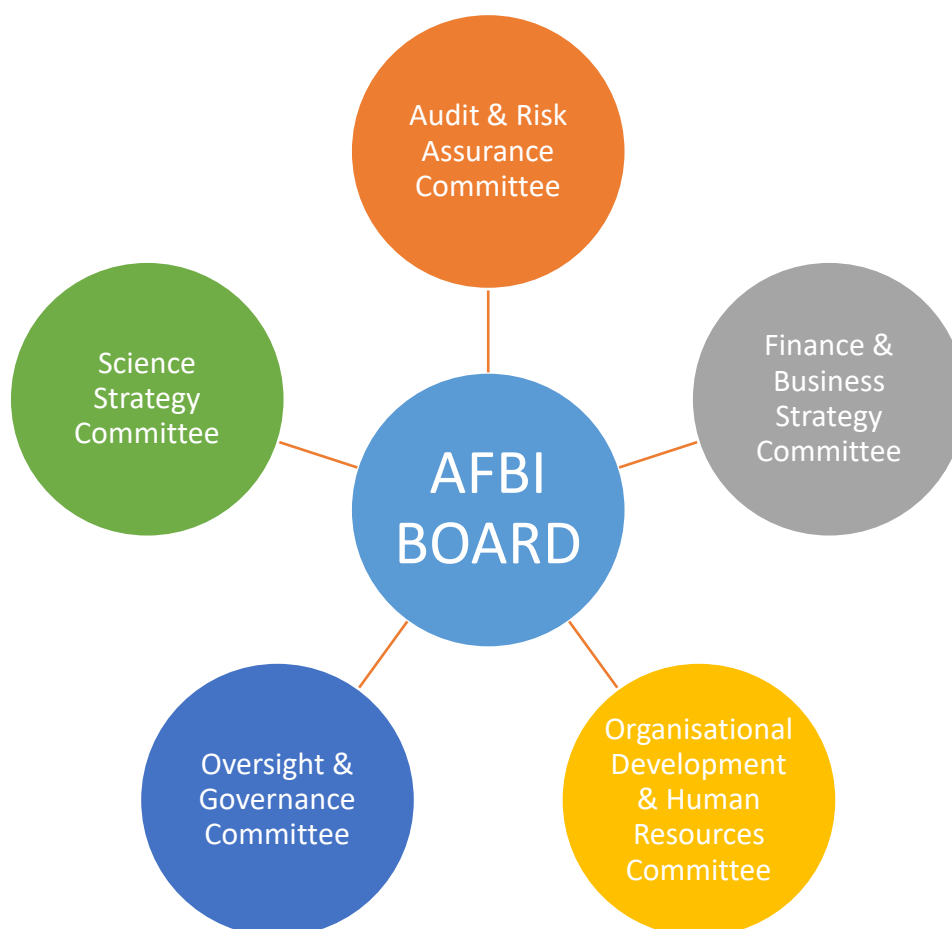 Audit & Risk
Assurance
Committee
Finance &
Business
Strategy
Committee
Organisational
Development
& Human
Resources
Committee
Oversight &
Governance
Committee
Science
Strategy
Committee
AFBI
BOARD